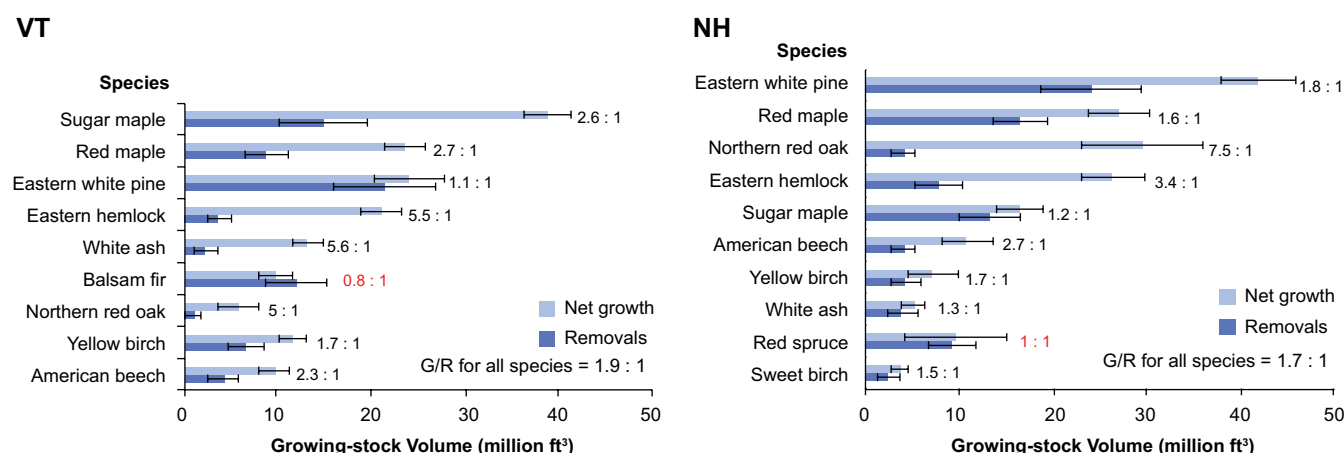 VT
Species
Sugar maple
2.6 : 1
Red maple
2.7 : 1
Eastern white pine
1.1 : 1
Eastern hemlock
5.5 : 1
White ash
5.6 : 1
Balsam fir
0.8 : 1
Northern red oak
5 : 1
Yellow birch
1.7 : 1
American beech
2.3 : 1
Net growth
Removals
G/R for all species = 1.9 : 1
0 10 20 30 40 50
Growing-stock Volume (million ft³)
NH
Species
Eastern white pine
1.8 : 1
Red maple
1.6 : 1
Northern red oak
7.5 : 1
Eastern hemlock
3.4 : 1
Sugar maple
1.2 : 1
American beech
2.7 : 1
Yellow birch
1.7 : 1
White ash
1.3 : 1
Red spruce
1 : 1
Sweet birch
1.5 : 1
Net growth
Removals
G/R for all species = 1.7 : 1
0 10 20 30 40 50
Growing-stock Volume (million ft³)